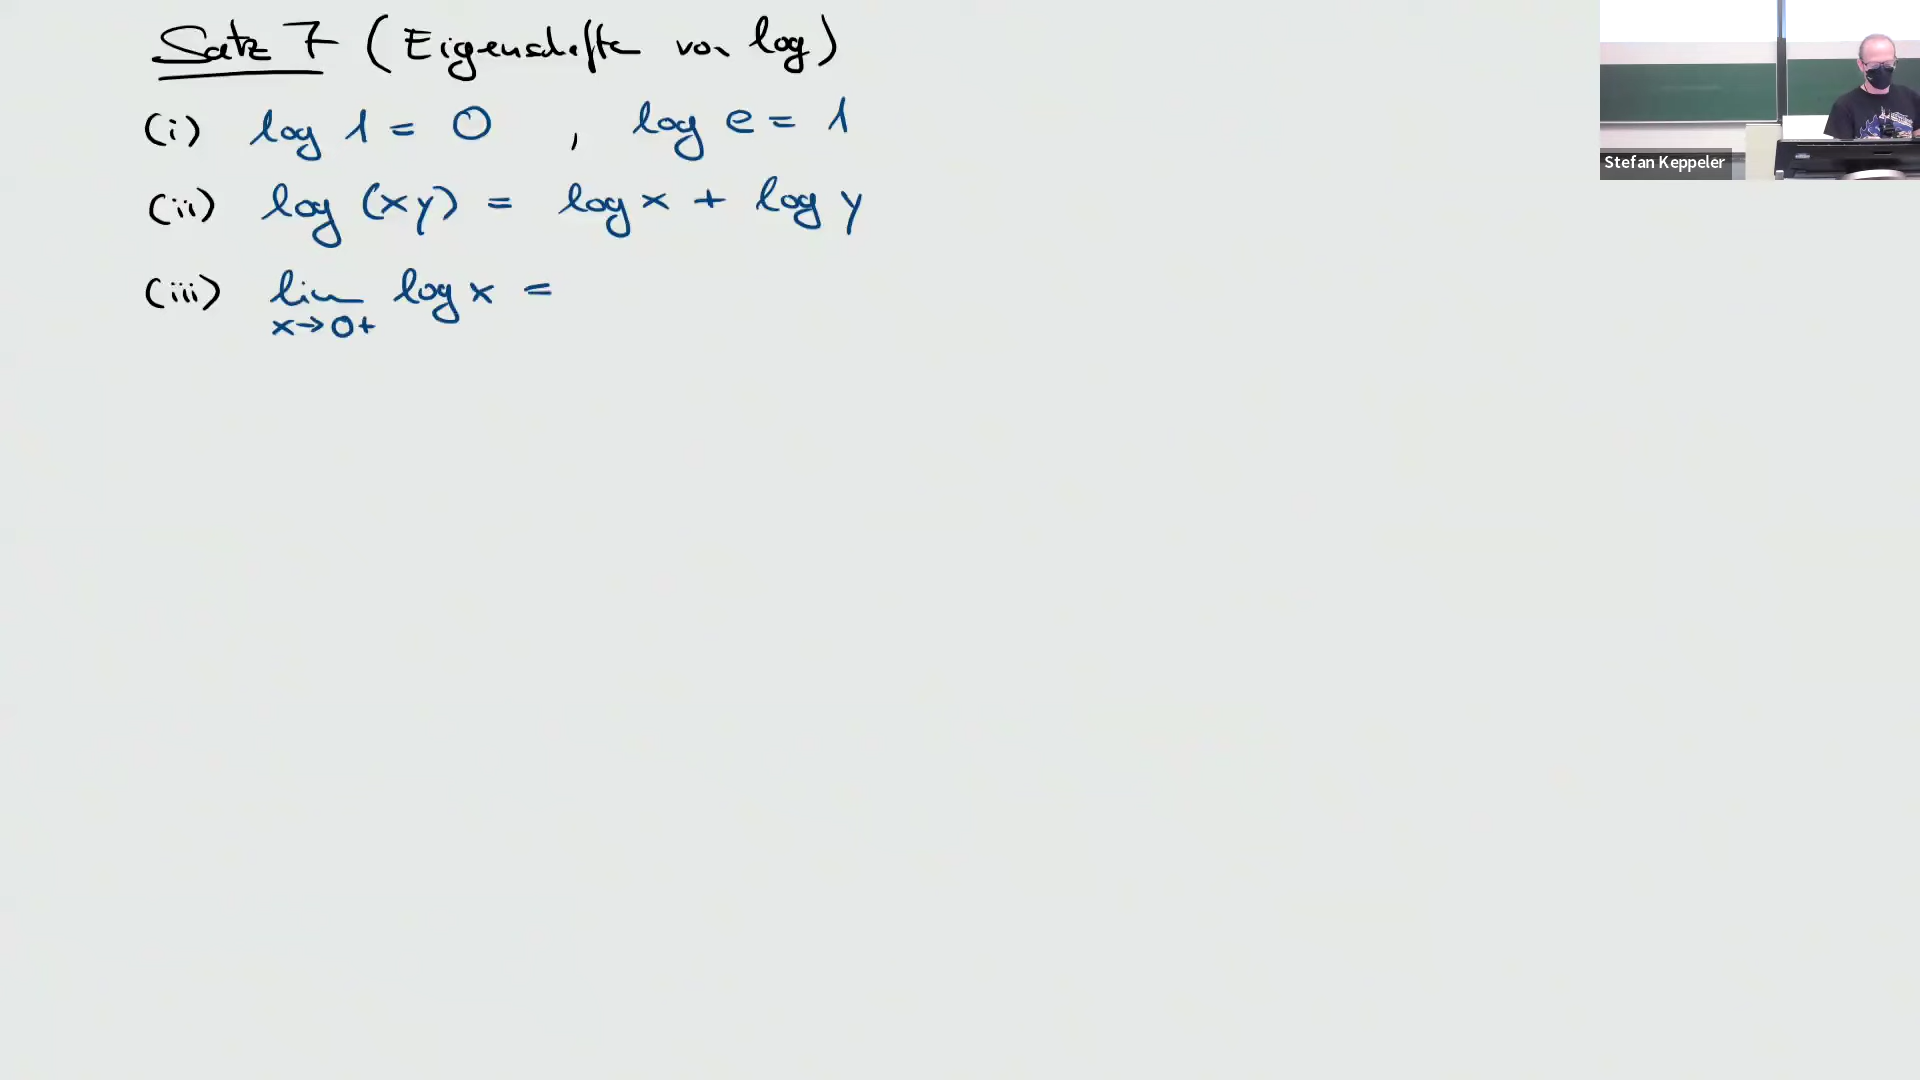 Satz 7 (Eigenschaften von log)
(i) log 1 = 0 , log e = 1
(ii) log (xy) = log x + log y
(iii) lim log x =
x→0+
Stefan Keppeler